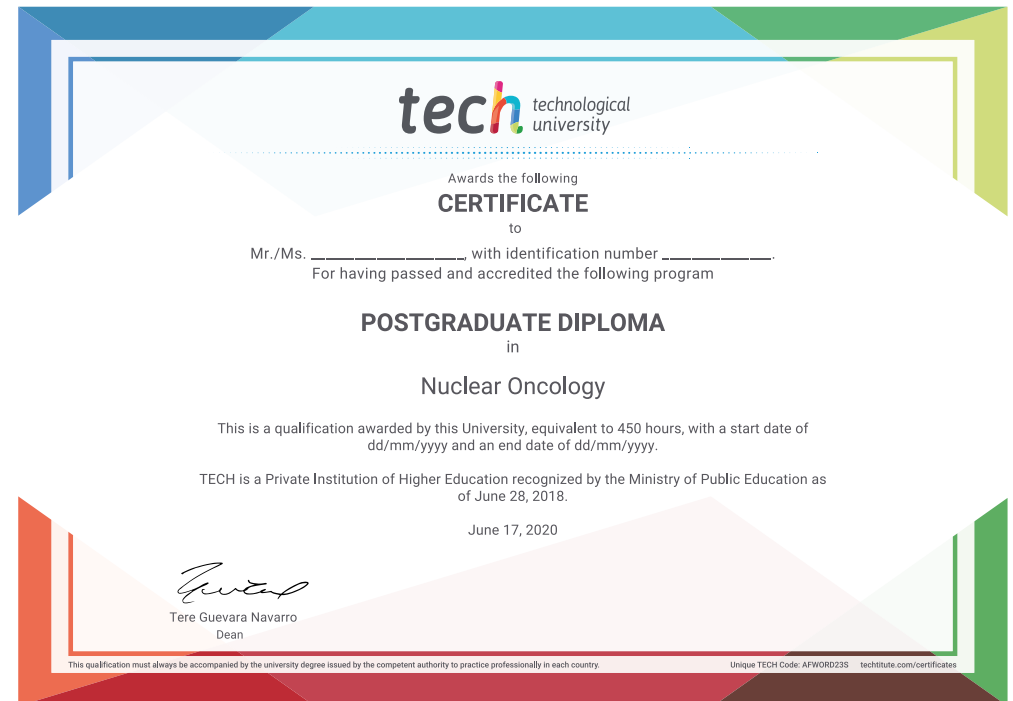 tech technological
university
Awards the following
CERTIFICATE
to
Mr./Ms. ____________________, with identification number ______________.
For having passed and accredited the following program
POSTGRADUATE DIPLOMA
in
Nuclear Oncology
This is a qualification awarded by this University, equivalent to 450 hours, with a start date of
dd/mm/yyyy and an end date of dd/mm/yyyy.
TECH is a Private Institution of Higher Education recognized by the Ministry of Public Education as
of June 28, 2018.
June 17, 2020
Tere Guevara Navarro
Dean
This qualification must always be accompanied by the university degree issued by the competent authority to practice professionally in each country.
Unique TECH Code: AFWORD23S techtitute.com/certificates